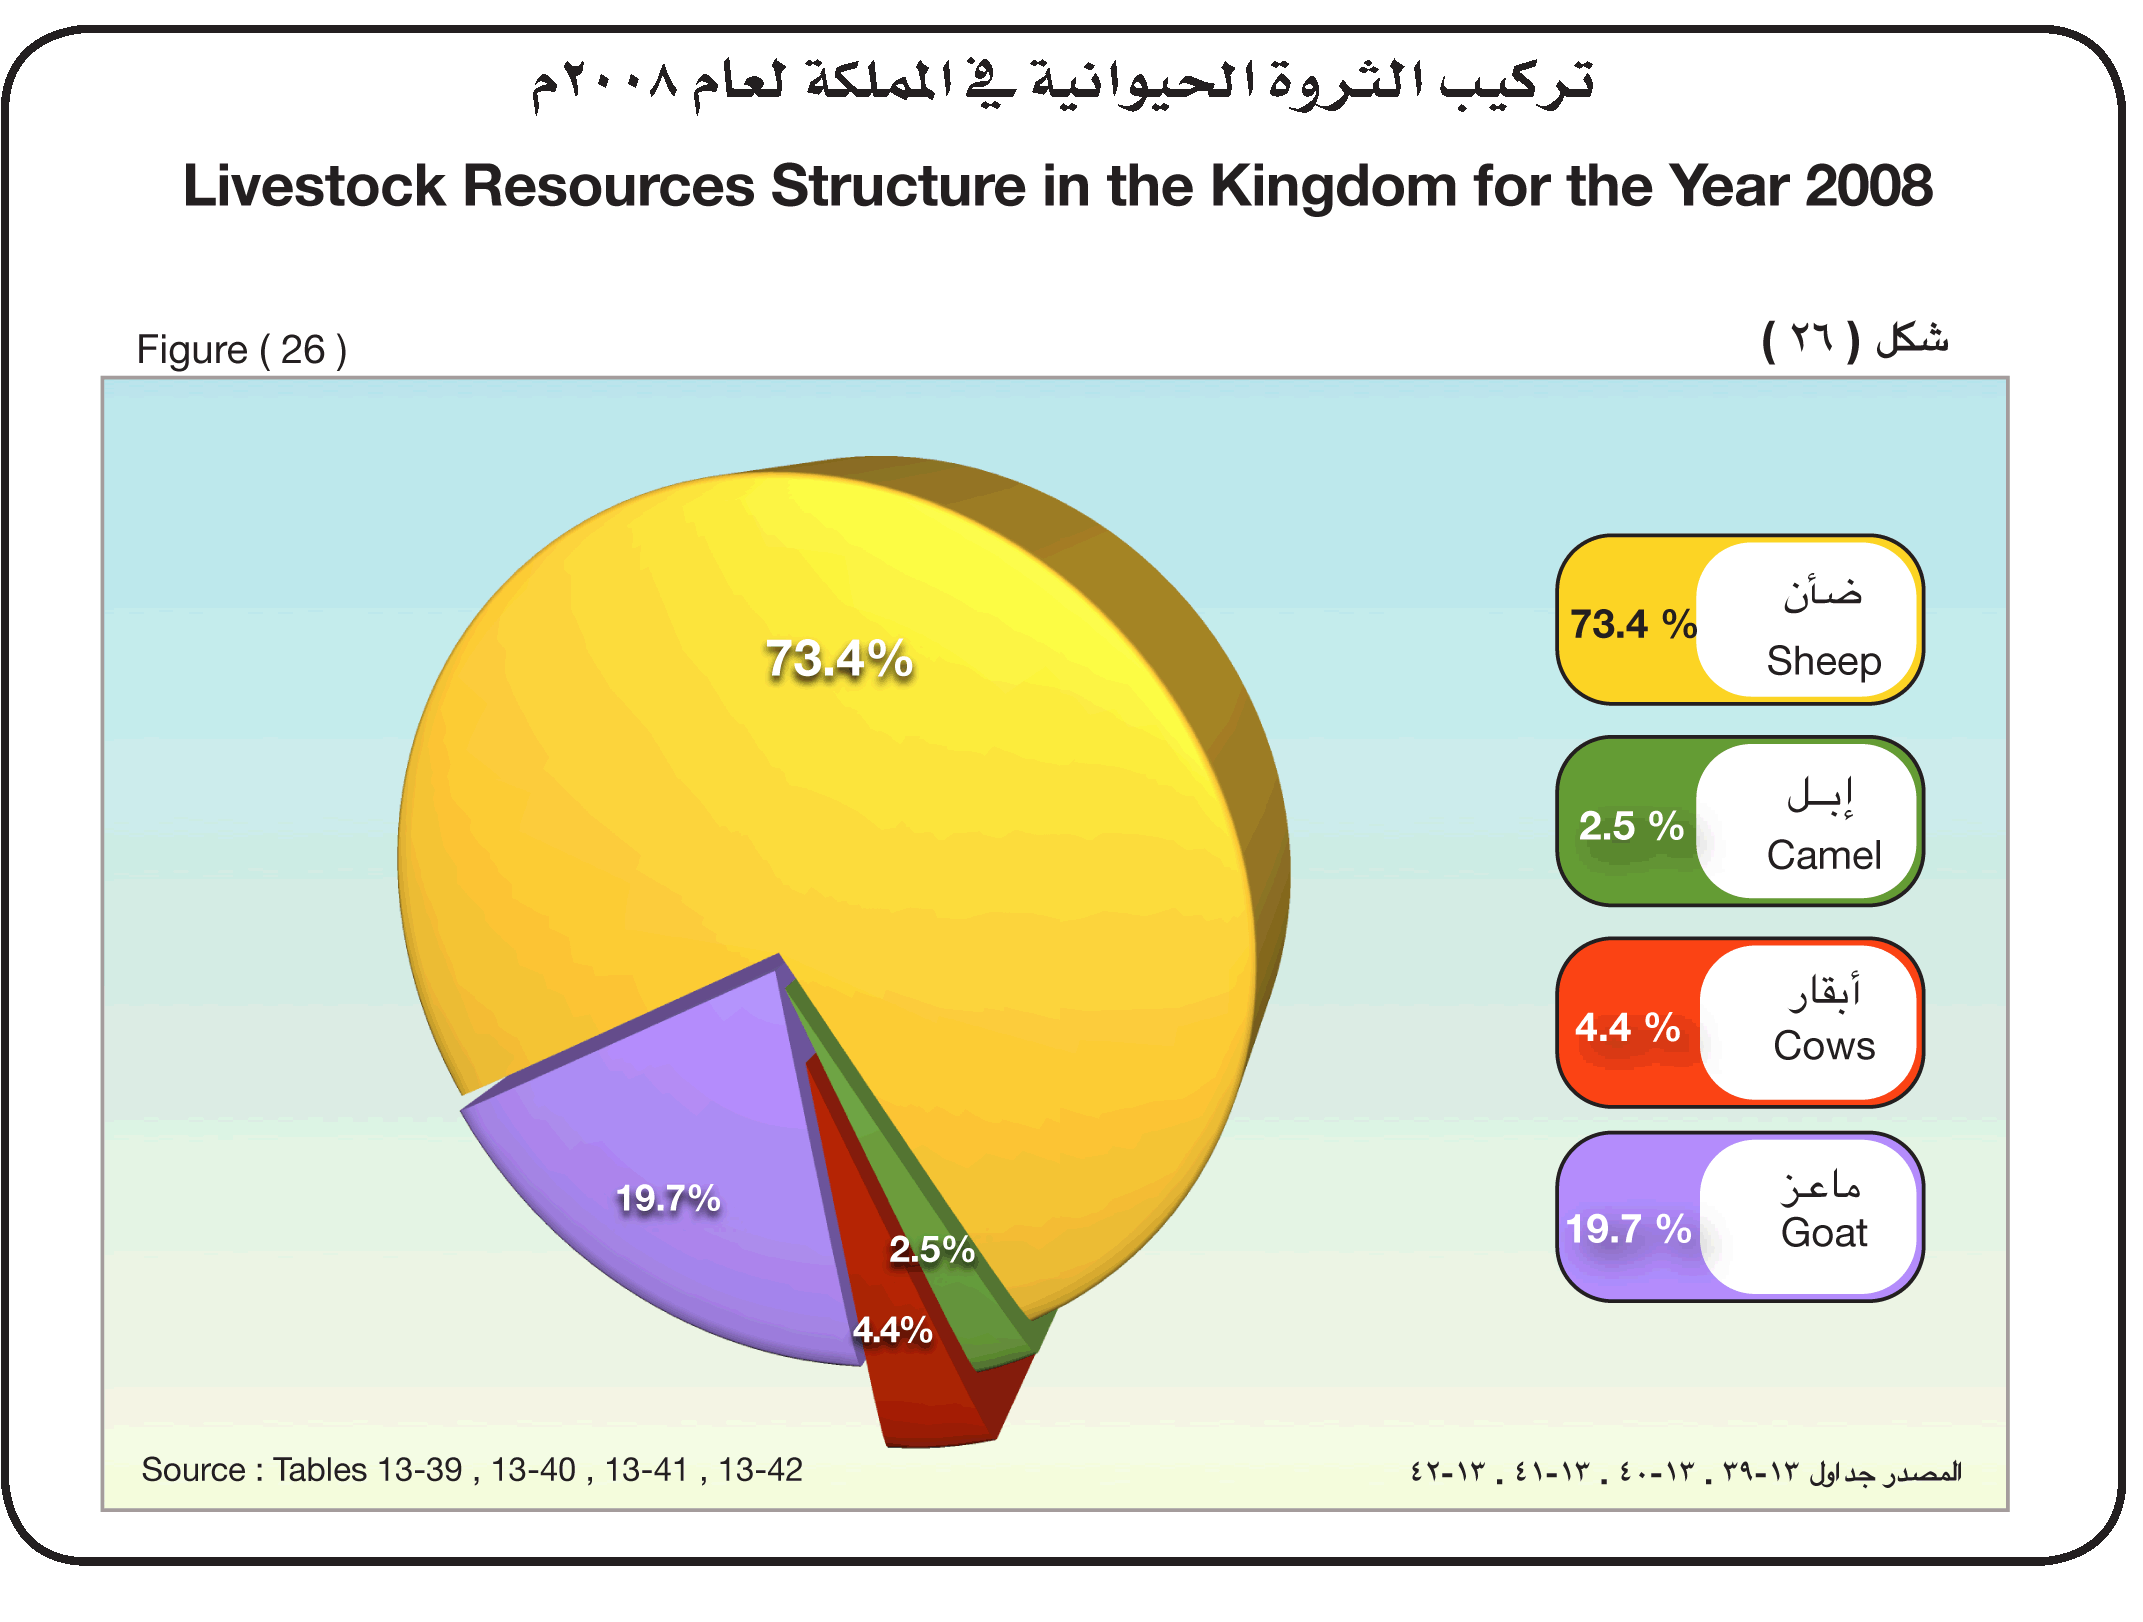 تركيب الثروة الحيوانية في المملكة لعام ٢٠٠٨م
Livestock Resources Structure in the Kingdom for the Year 2008
Figure ( 26 )
شكل ( ٢٦ )
73.4%
19.7%
2.5%
4.4%
73.4 %
ضأن
Sheep
2.5 %
إبل
Camel
4.4 %
أبقار
Cows
19.7 %
ماعز
Goat
Source : Tables 13-39 , 13-40 , 13-41 , 13-42
المصدر جداول ١٣-٣٩ . ١٣-٤٠ . ١٣-٤١ . ١٣-٤٢